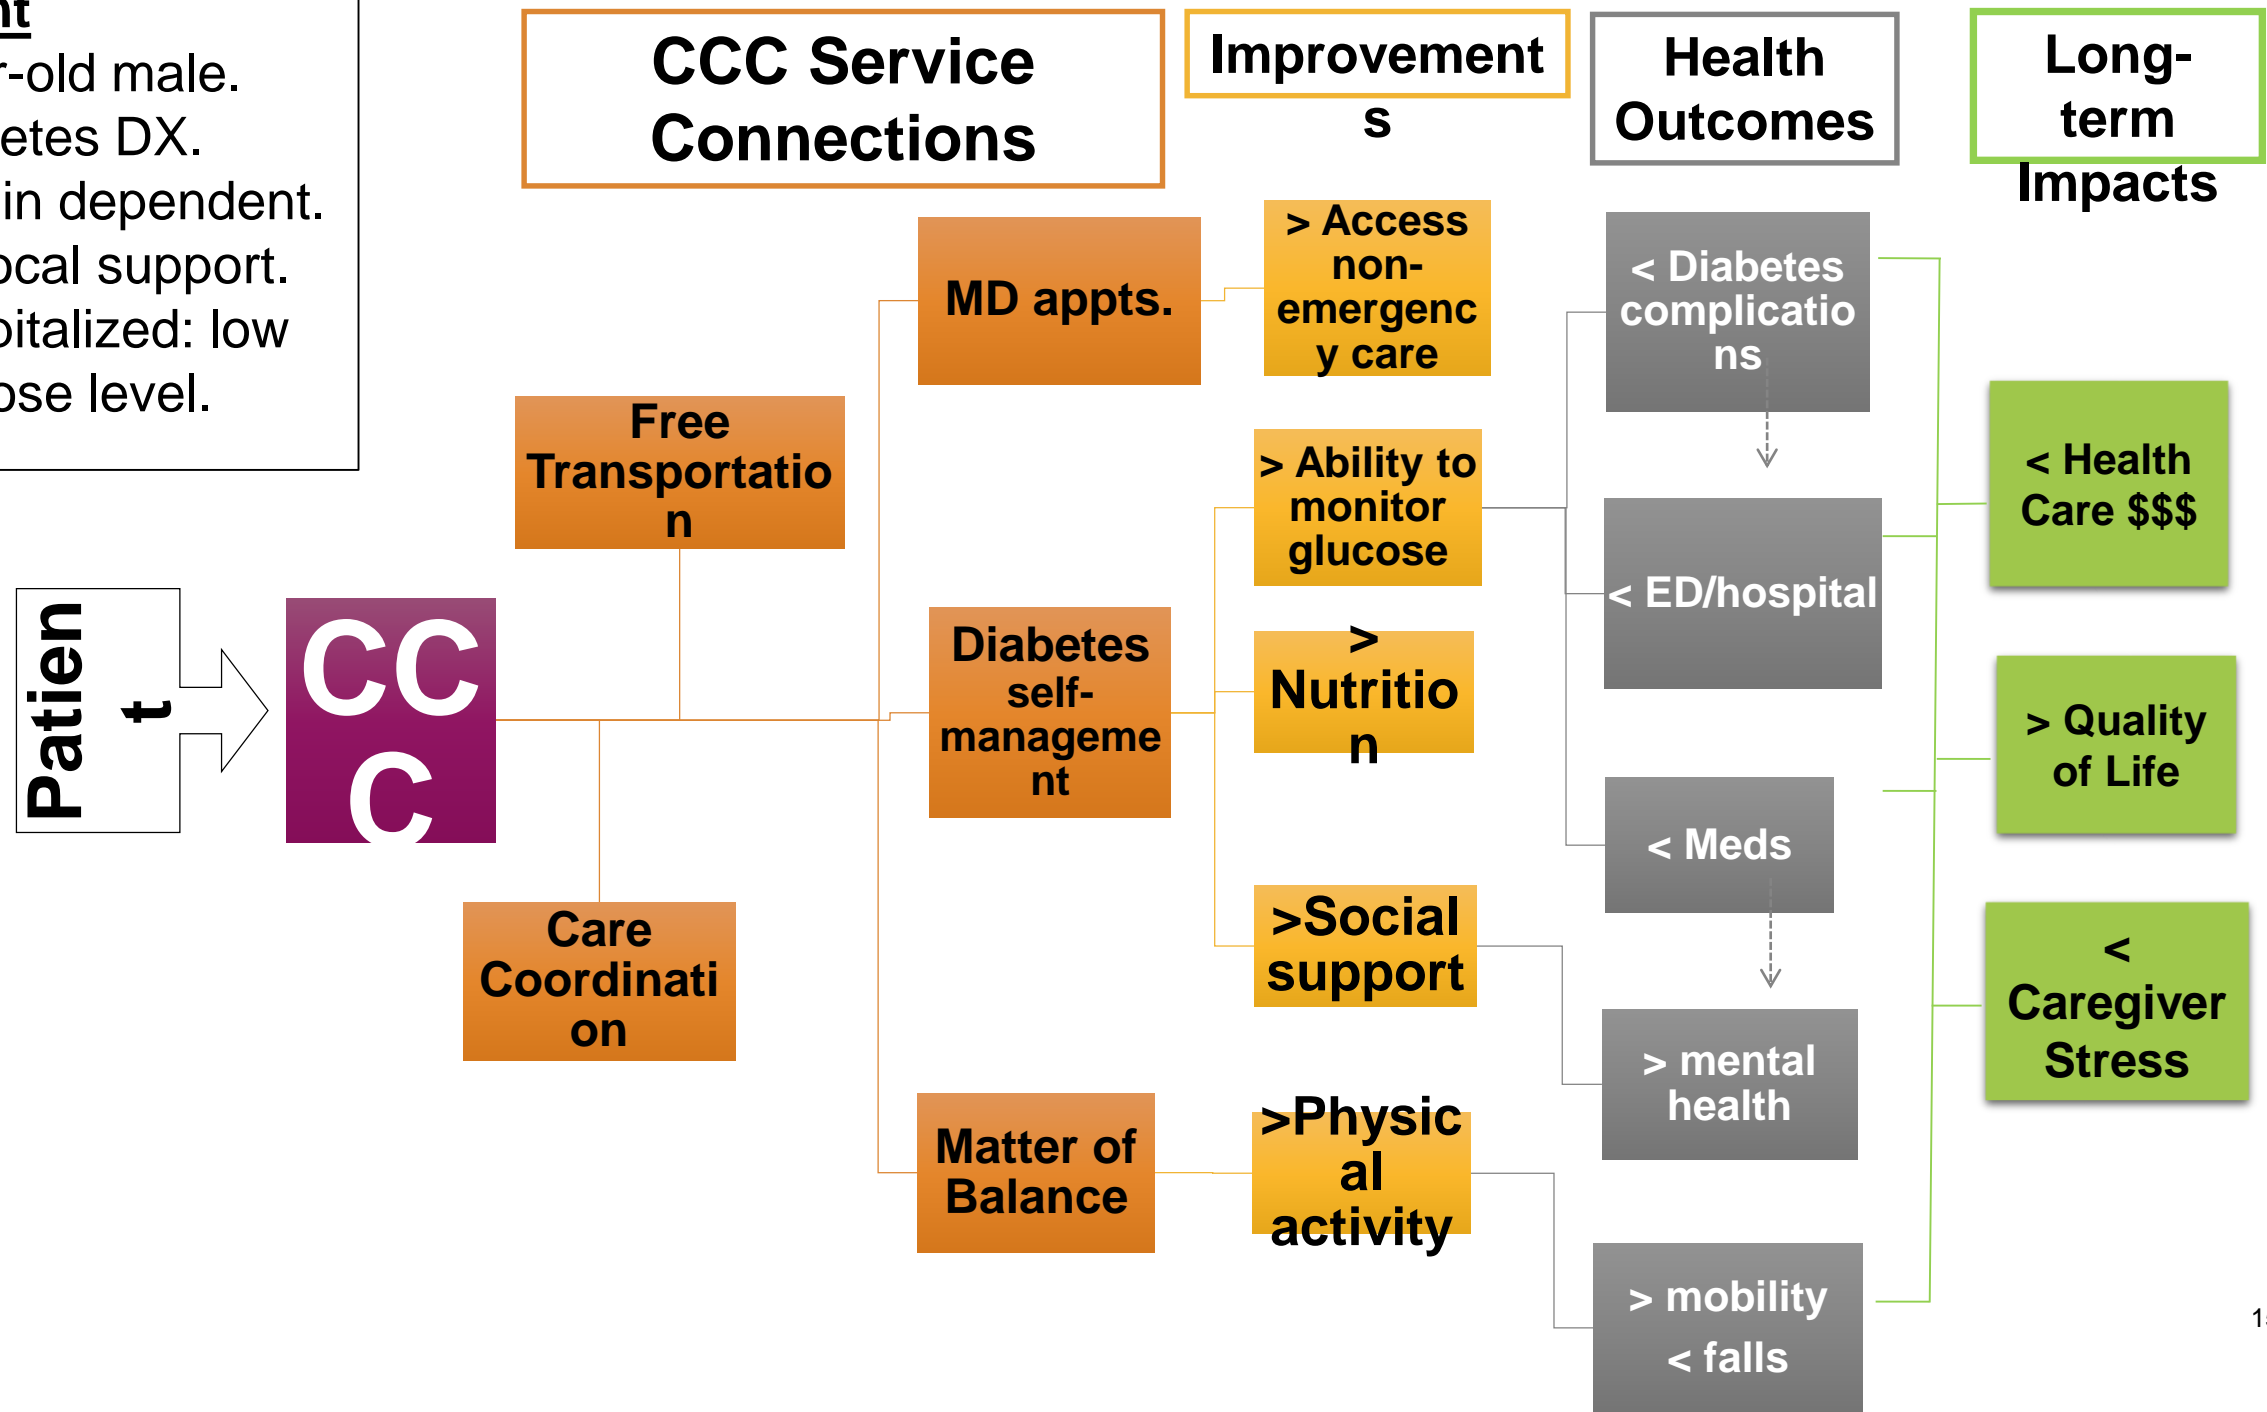 nt
r-old male.
etes DX.
in dependent.
ocal support.
pitalized: low
ose level.
CCC Service
Connections
Improvement
s
Health
Outcomes
Long-
term
Impacts
Patien
t
CC
C
Free
Transportatio
n
Care
Coordinati
on
MD appts.
Diabetes
self-
manageme
nt
Matter of
Balance
> Access
non-
emergenc
y care
> Ability to
monitor
glucose
>
Nutritio
n
>Social
support
>Physic
al
activity
< Diabetes
complicatio
ns
< ED/hospital
< Meds
> mental
health
> mobility
< falls
< Health
Care $$$
> Quality
of Life
<
Caregiver
Stress